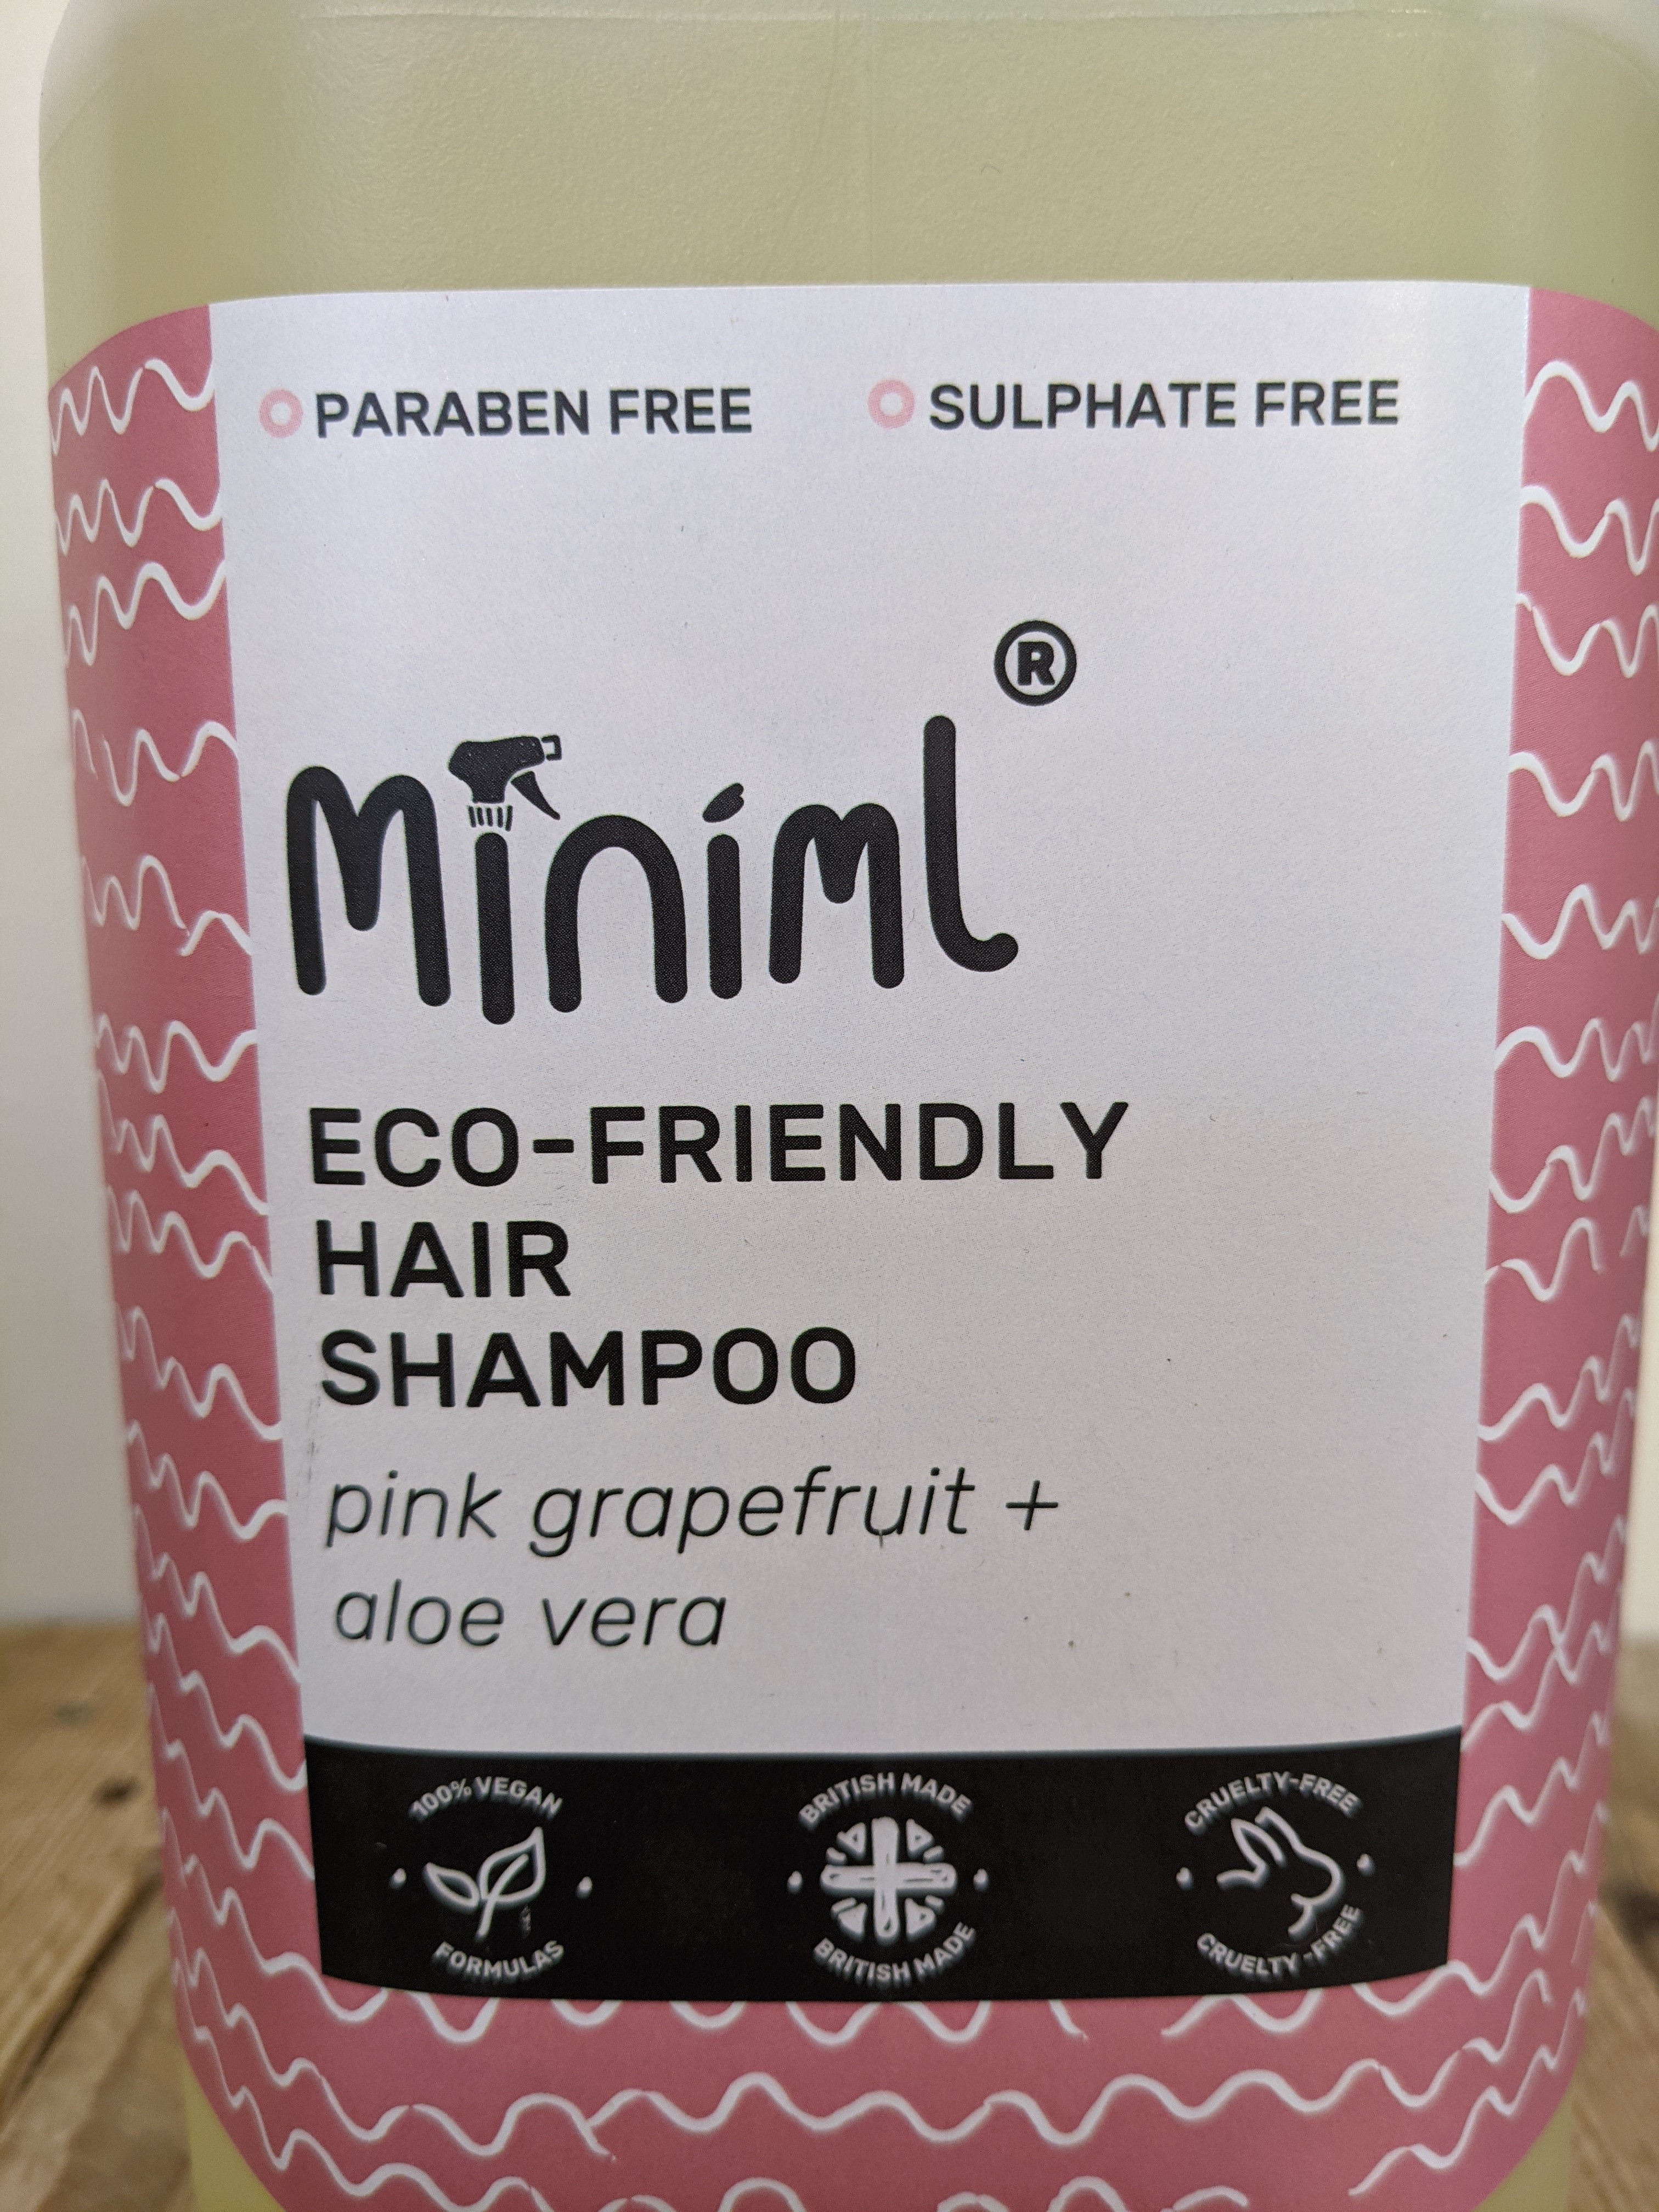 PARABEN FREE SULPHATE FREE
Miniml®
ECO-FRIENDLY
HAIR
SHAMPOO
pink grapefruit +
aloe vera
100% VEGAN
FORMULAS
BRITISH MADE
BRITISH MADE
CRUELTY-FREE
CRUELTY-FREE